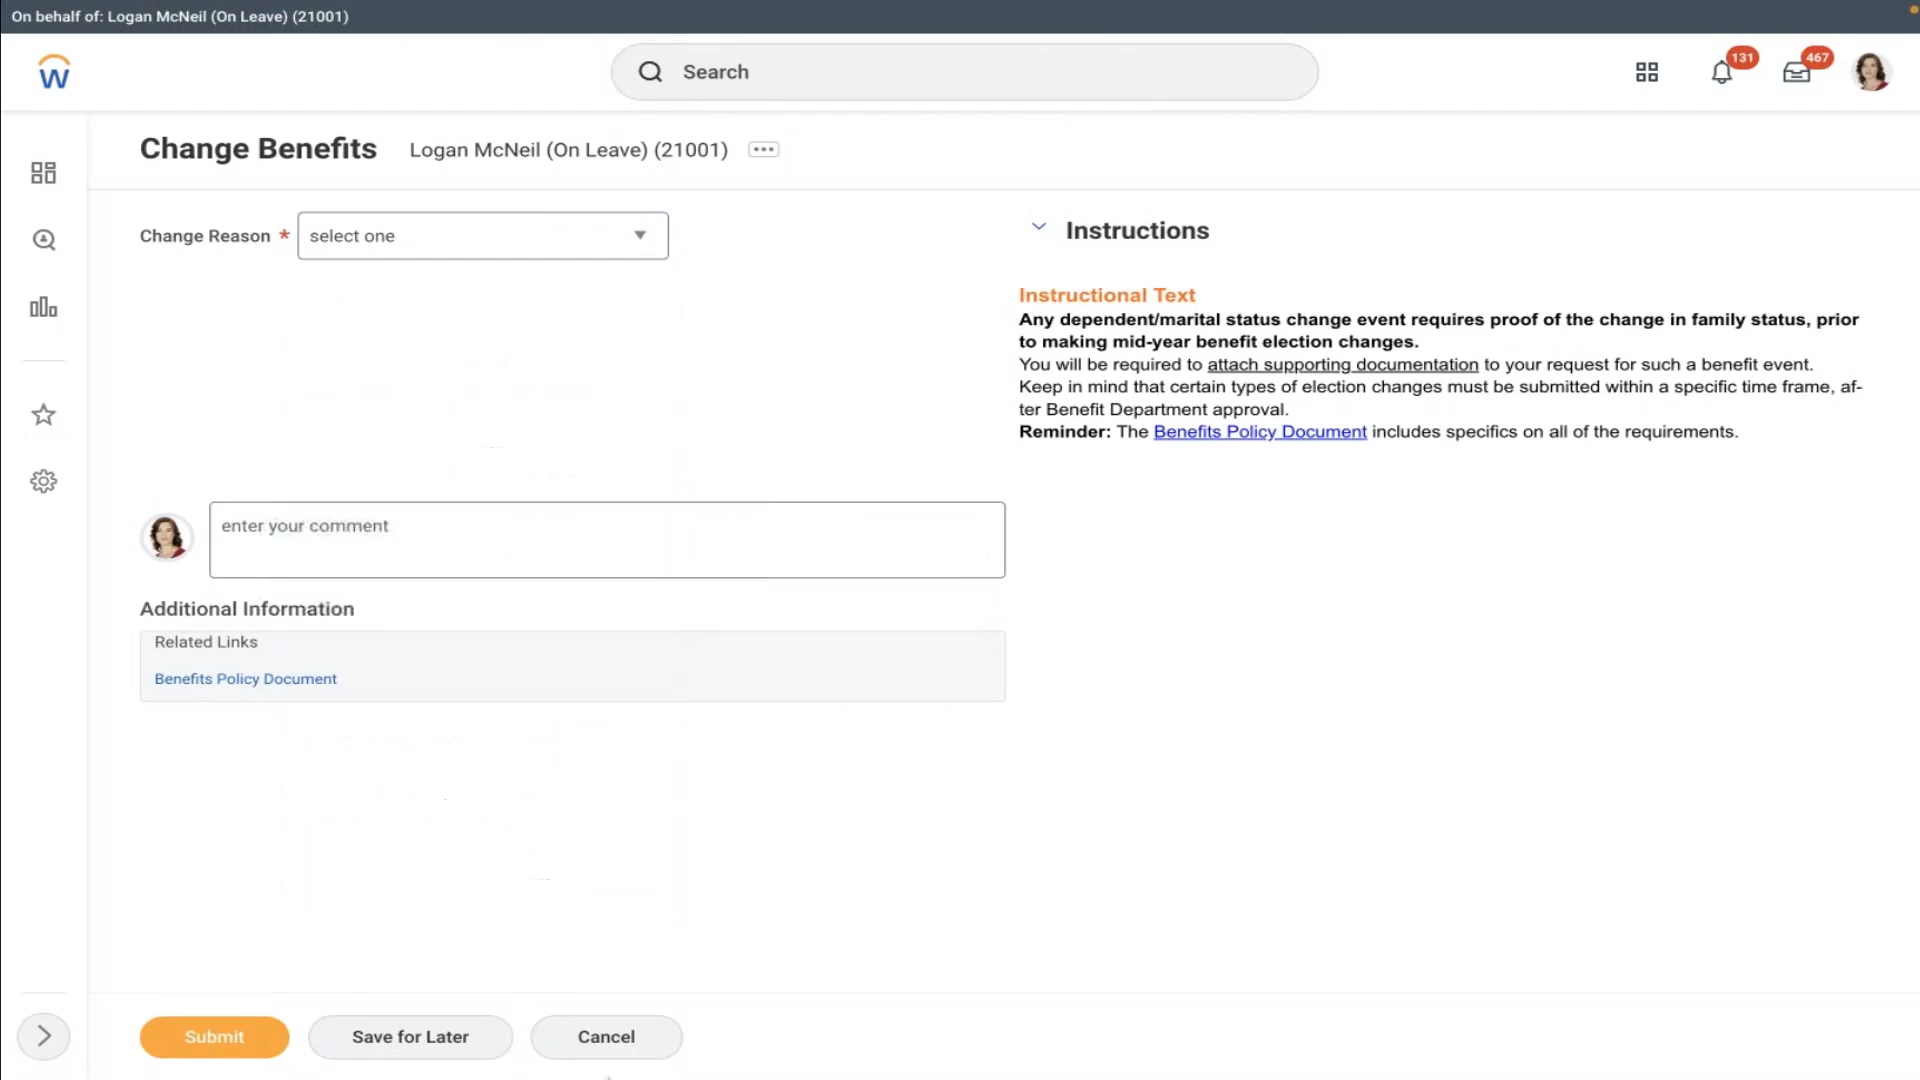 On behalf of: Logan McNeil (On Leave) (21001)
W
Search
131
467
Change Benefits
Logan McNeil (On Leave) (21001)
Change Reason *
select one
Instructions
Instructional Text
Any dependent/marital status change event requires proof of the change in family status, prior
to making mid-year benefit election changes.
You will be required to attach supporting documentation to your request for such a benefit event.
Keep in mind that certain types of election changes must be submitted within a specific time frame, af-
ter Benefit Department approval.
Reminder: The Benefits Policy Document includes specifics on all of the requirements.
enter your comment
Additional Information
Related Links
Benefits Policy Document
Submit
Save for Later
Cancel